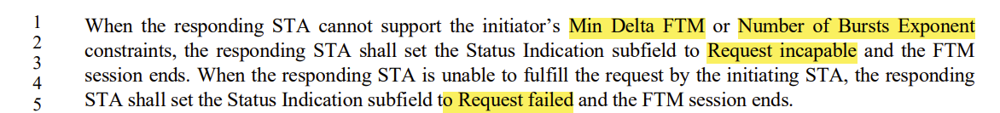 1 When the responding STA cannot support the initiator's Min Delta FTM or Number of Bursts Exponent
2 constraints, the responding STA shall set the Status Indication subfield to Request incapable and the FTM
3 session ends. When the responding STA is unable to fulfill the request by the initiating STA, the responding
4 STA shall set the Status Indication subfield to Request failed and the FTM session ends.
5